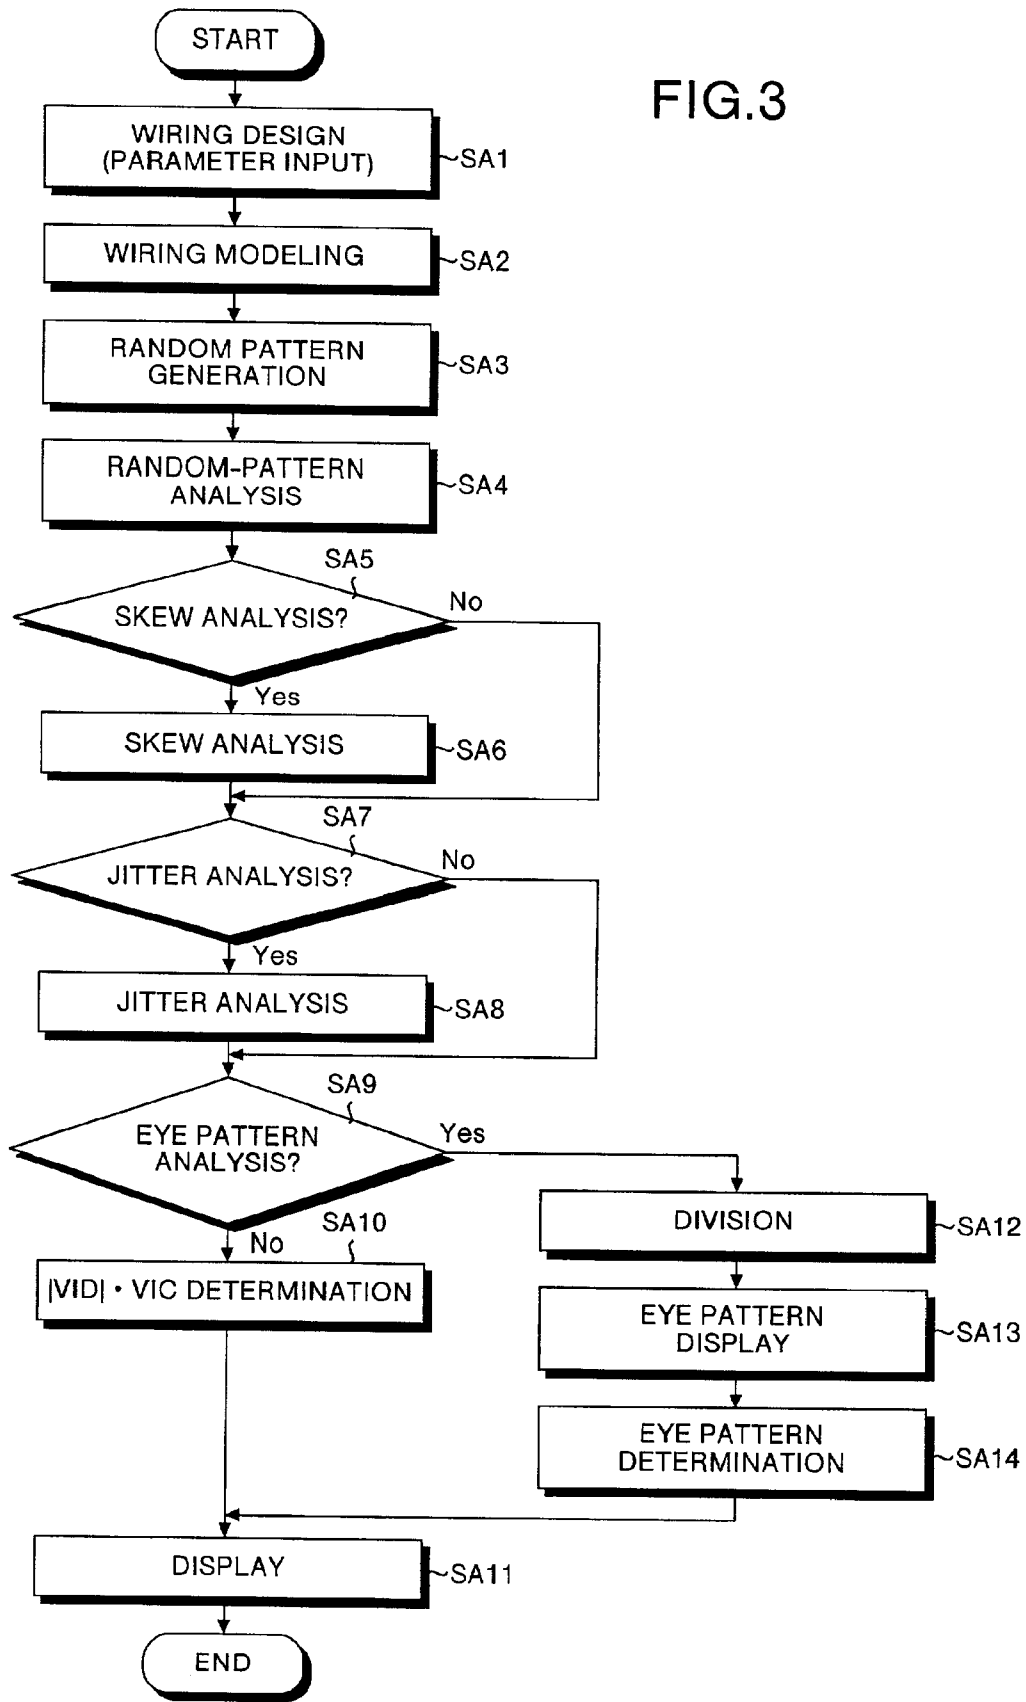 START
FIG.3
WIRING DESIGN
(PARAMETER INPUT)
SA1
WIRING MODELING
SA2
RANDOM PATTERN
GENERATION
SA3
RANDOM-PATTERN
ANALYSIS
SA4
SA5
SKEW ANALYSIS?
No
Yes
SKEW ANALYSIS
SA6
SA7
JITTER ANALYSIS?
No
Yes
JITTER ANALYSIS
SA8
SA9
EYE PATTERN
ANALYSIS?
Yes
No
SA10
|VID| • VIC DETERMINATION
DIVISION
SA12
EYE PATTERN
DISPLAY
SA13
EYE PATTERN
DETERMINATION
SA14
DISPLAY
SA11
END